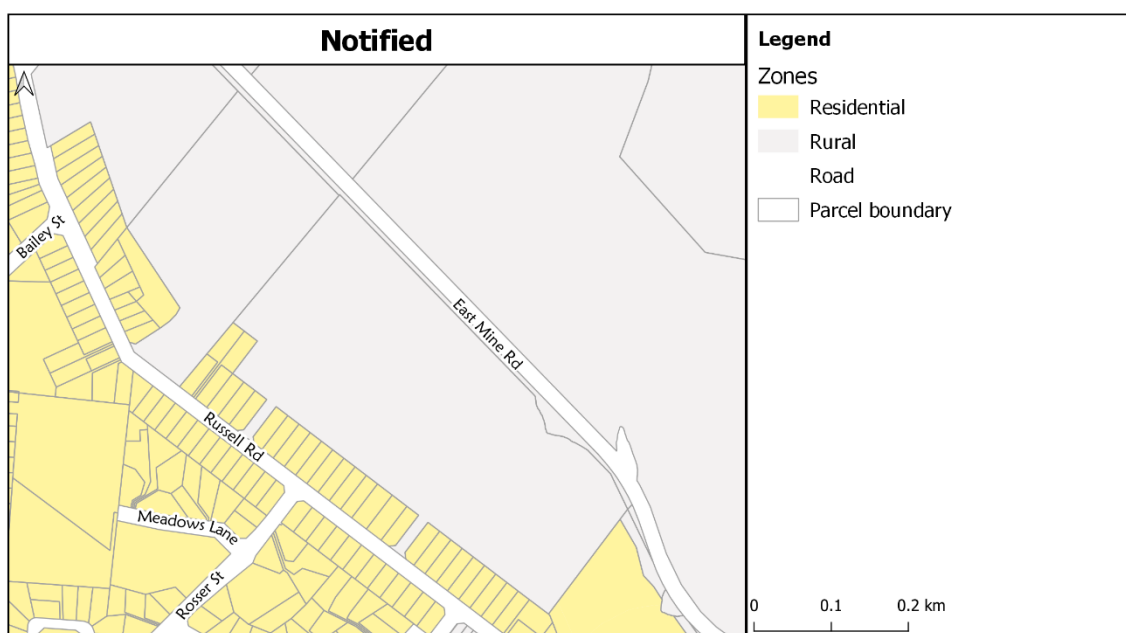 Notified
Bailey St
East Mine Rd
Russell Rd
Meadows Lane
Rosser St
Legend
Zones
Residential
Rural
Road
Parcel boundary
0 0.1 0.2 km